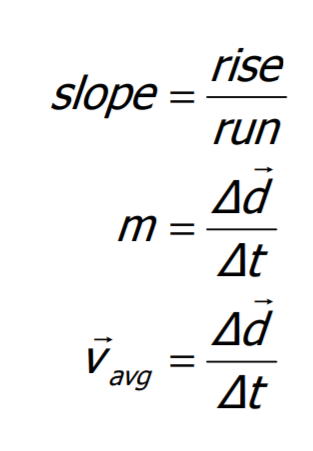 slope = rise / run
m = Δd⃗ / Δt
v⃗avg = Δd⃗ / Δt